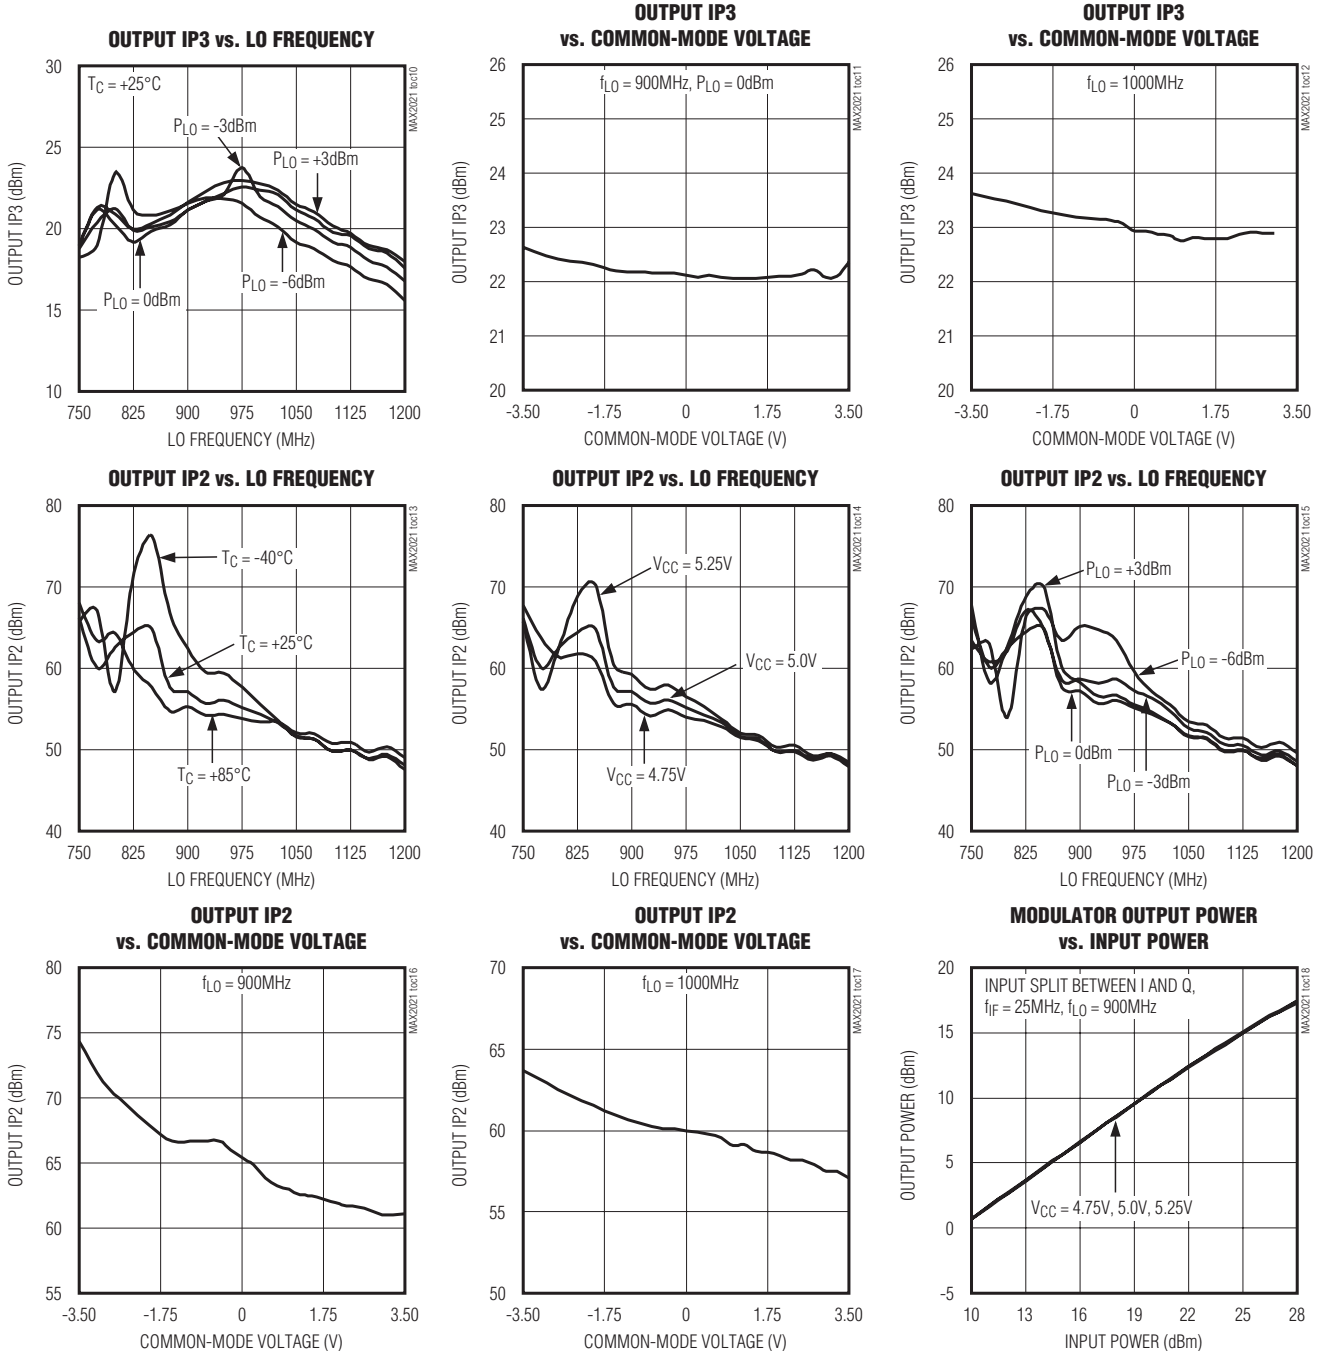 OUTPUT IP3 vs. LO FREQUENCY
30
25
20
15
10
OUTPUT IP3 (dBm)
TC = +25°C
PLO = -3dBm
PLO = +3dBm
PLO = 0dBm
PLO = -6dBm
MAX2021 toc10
750 825 900 975 1050 1125 1200
LO FREQUENCY (MHz)
OUTPUT IP3
vs. COMMON-MODE VOLTAGE
26
25
24
23
22
21
20
OUTPUT IP3 (dBm)
fLO = 900MHz, PLO = 0dBm
MAX2021 toc11
-3.50 -1.75 0 1.75 3.50
COMMON-MODE VOLTAGE (V)
OUTPUT IP3
vs. COMMON-MODE VOLTAGE
26
25
24
23
22
21
20
OUTPUT IP3 (dBm)
fLO = 1000MHz
MAX2021 toc12
-3.50 -1.75 0 1.75 3.50
COMMON-MODE VOLTAGE (V)
OUTPUT IP2 vs. LO FREQUENCY
80
70
60
50
40
OUTPUT IP2 (dBm)
TC = -40°C
TC = +25°C
TC = +85°C
MAX2021 toc13
750 825 900 975 1050 1125 1200
LO FREQUENCY (MHz)
OUTPUT IP2 vs. LO FREQUENCY
80
70
60
50
40
OUTPUT IP2 (dBm)
VCC = 5.25V
VCC = 5.0V
VCC = 4.75V
MAX2021 toc14
750 825 900 975 1050 1125 1200
LO FREQUENCY (MHz)
OUTPUT IP2 vs. LO FREQUENCY
80
70
60
50
40
OUTPUT IP2 (dBm)
PLO = +3dBm
PLO = -6dBm
PLO = 0dBm
PLO = -3dBm
MAX2021 toc15
750 825 900 975 1050 1125 1200
LO FREQUENCY (MHz)
OUTPUT IP2
vs. COMMON-MODE VOLTAGE
80
75
70
65
60
55
OUTPUT IP2 (dBm)
fLO = 900MHz
MAX2021 toc16
-3.50 -1.75 0 1.75 3.50
COMMON-MODE VOLTAGE (V)
OUTPUT IP2
vs. COMMON-MODE VOLTAGE
70
65
60
55
50
OUTPUT IP2 (dBm)
fLO = 1000MHz
MAX2021 toc17
-3.50 -1.75 0 1.75 3.50
COMMON-MODE VOLTAGE (V)
MODULATOR OUTPUT POWER
vs. INPUT POWER
20
15
10
5
0
-5
OUTPUT POWER (dBm)
INPUT SPLIT BETWEEN I AND Q,
fIF = 25MHz, fLO = 900MHz
VCC = 4.75V, 5.0V, 5.25V
MAX2021 toc18
10 13 16 19 22 25 28
INPUT POWER (dBm)